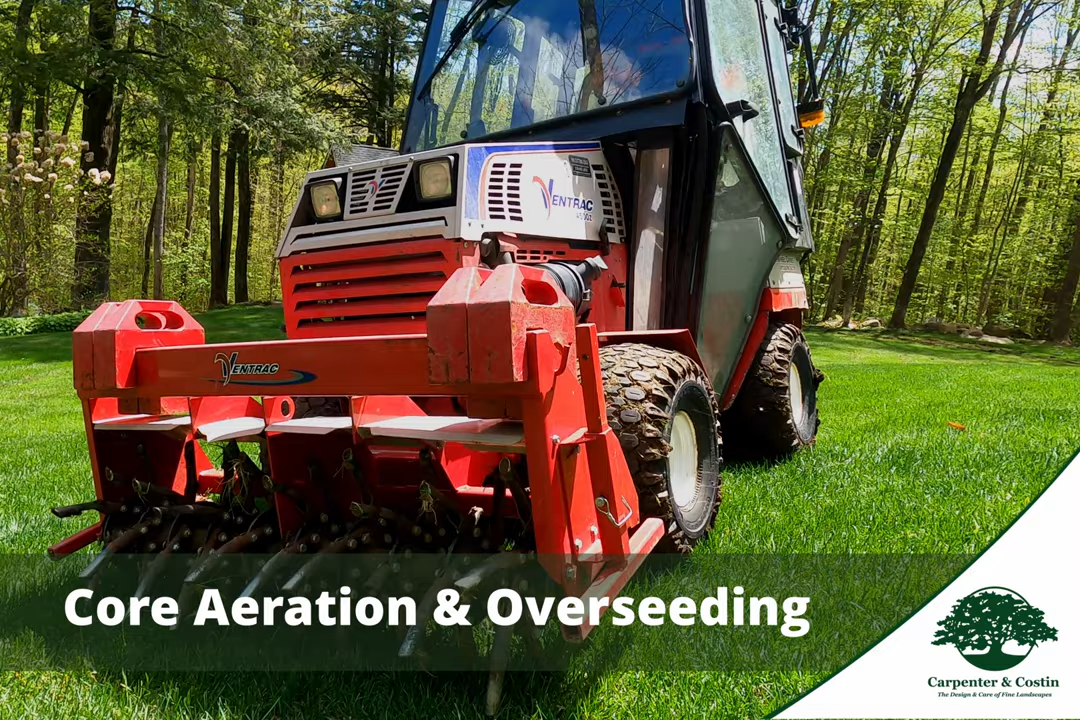 VENTRAC
VENTRAC
Core Aeration & Overseeding
Carpenter & Costin
The Design & Care of Fine Landscapes